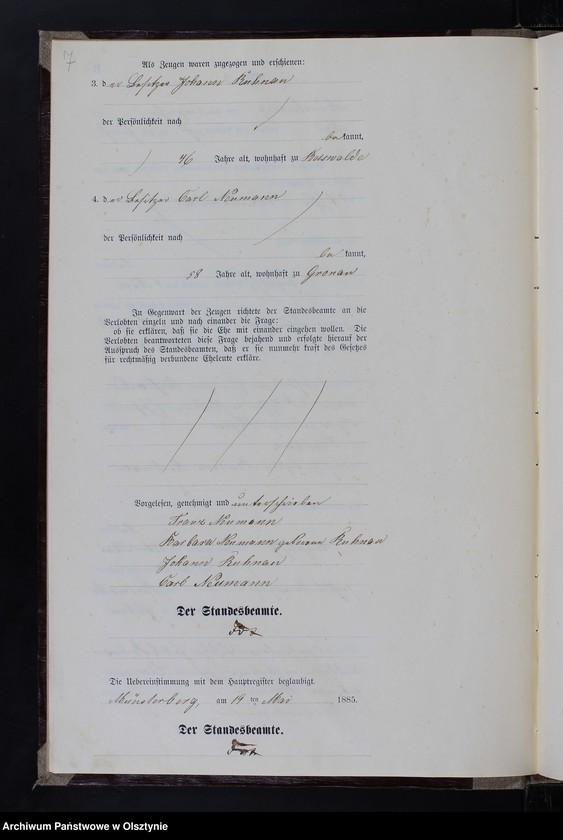 7
Als Zeugen waren zugezogen und erschienen:
3. der Besitzer Johann Kuhnau
der Persönlichkeit nach
bekannt,
46 Jahre alt, wohnhaft zu Reiswalde
4. der Besitzer Carl Neumann
der Persönlichkeit nach
bekannt,
58 Jahre alt, wohnhaft zu Gronau
In Gegenwart der Zeugen richtete der Standesbeamte an die
Verlobten einzeln und nach einander die Frage:
ob sie erklären, daß sie die Ehe mit einander eingehen wollen. Die
Verlobten beantworteten diese Frage bejahend und erfolgte hierauf der
Ausspruch des Standesbeamten, daß er sie nunmehr kraft des Gesetzes
für rechtmäßig verbundene Eheleute erkläre.
Vorgelesen, genehmigt und unterschrieben
Franz Neumann
Barbara Neumann geborene Kuhnau
Johann Kuhnau
Carl Neumann
Der Standesbeamte.
Die Uebereinstimmung mit dem Hauptregister beglaubigt.
Münsterberg, am 19 ten Mai 1885.
Der Standesbeamte.
Archiwum Państwowe w Olsztynie